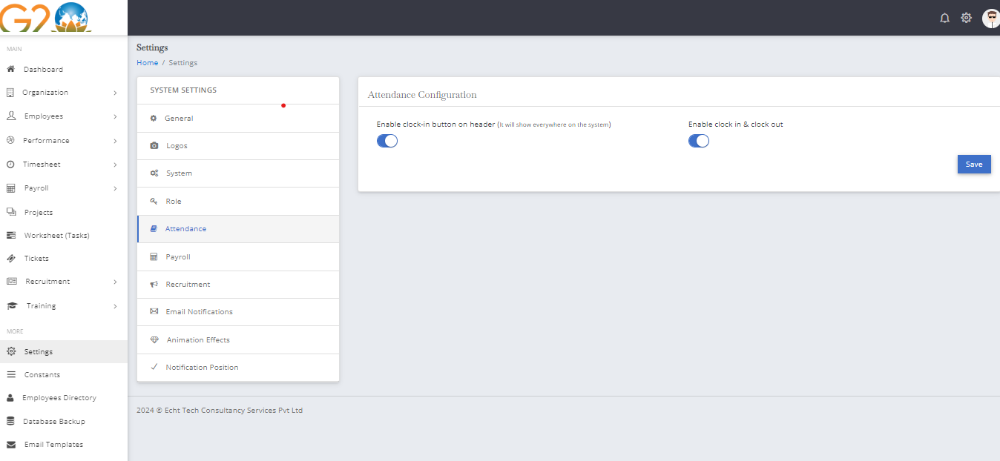 G20
MAIN
Dashboard
Organization
Employees
Performance
Timesheet
Payroll
Projects
Worksheet (Tasks)
Tickets
Recruitment
Training
MORE
Settings
Constants
Employees Directory
Database Backup
Email Templates
Settings
Home / Settings
SYSTEM SETTINGS
General
Logos
System
Role
Attendance
Payroll
Recruitment
Email Notifications
Animation Effects
Notification Position
Attendance Configuration
Enable clock-in button on header (It will show everywhere on the system)
Enable clock in & clock out
Save
2024 © Echt Tech Consultancy Services Pvt Ltd